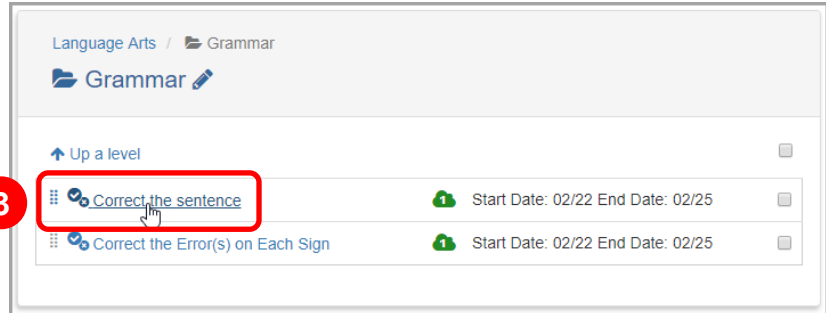 Language Arts / Grammar
Grammar
Up a level
3 Correct the sentence 1 Start Date: 02/22 End Date: 02/25
Correct the Error(s) on Each Sign 1 Start Date: 02/22 End Date: 02/25